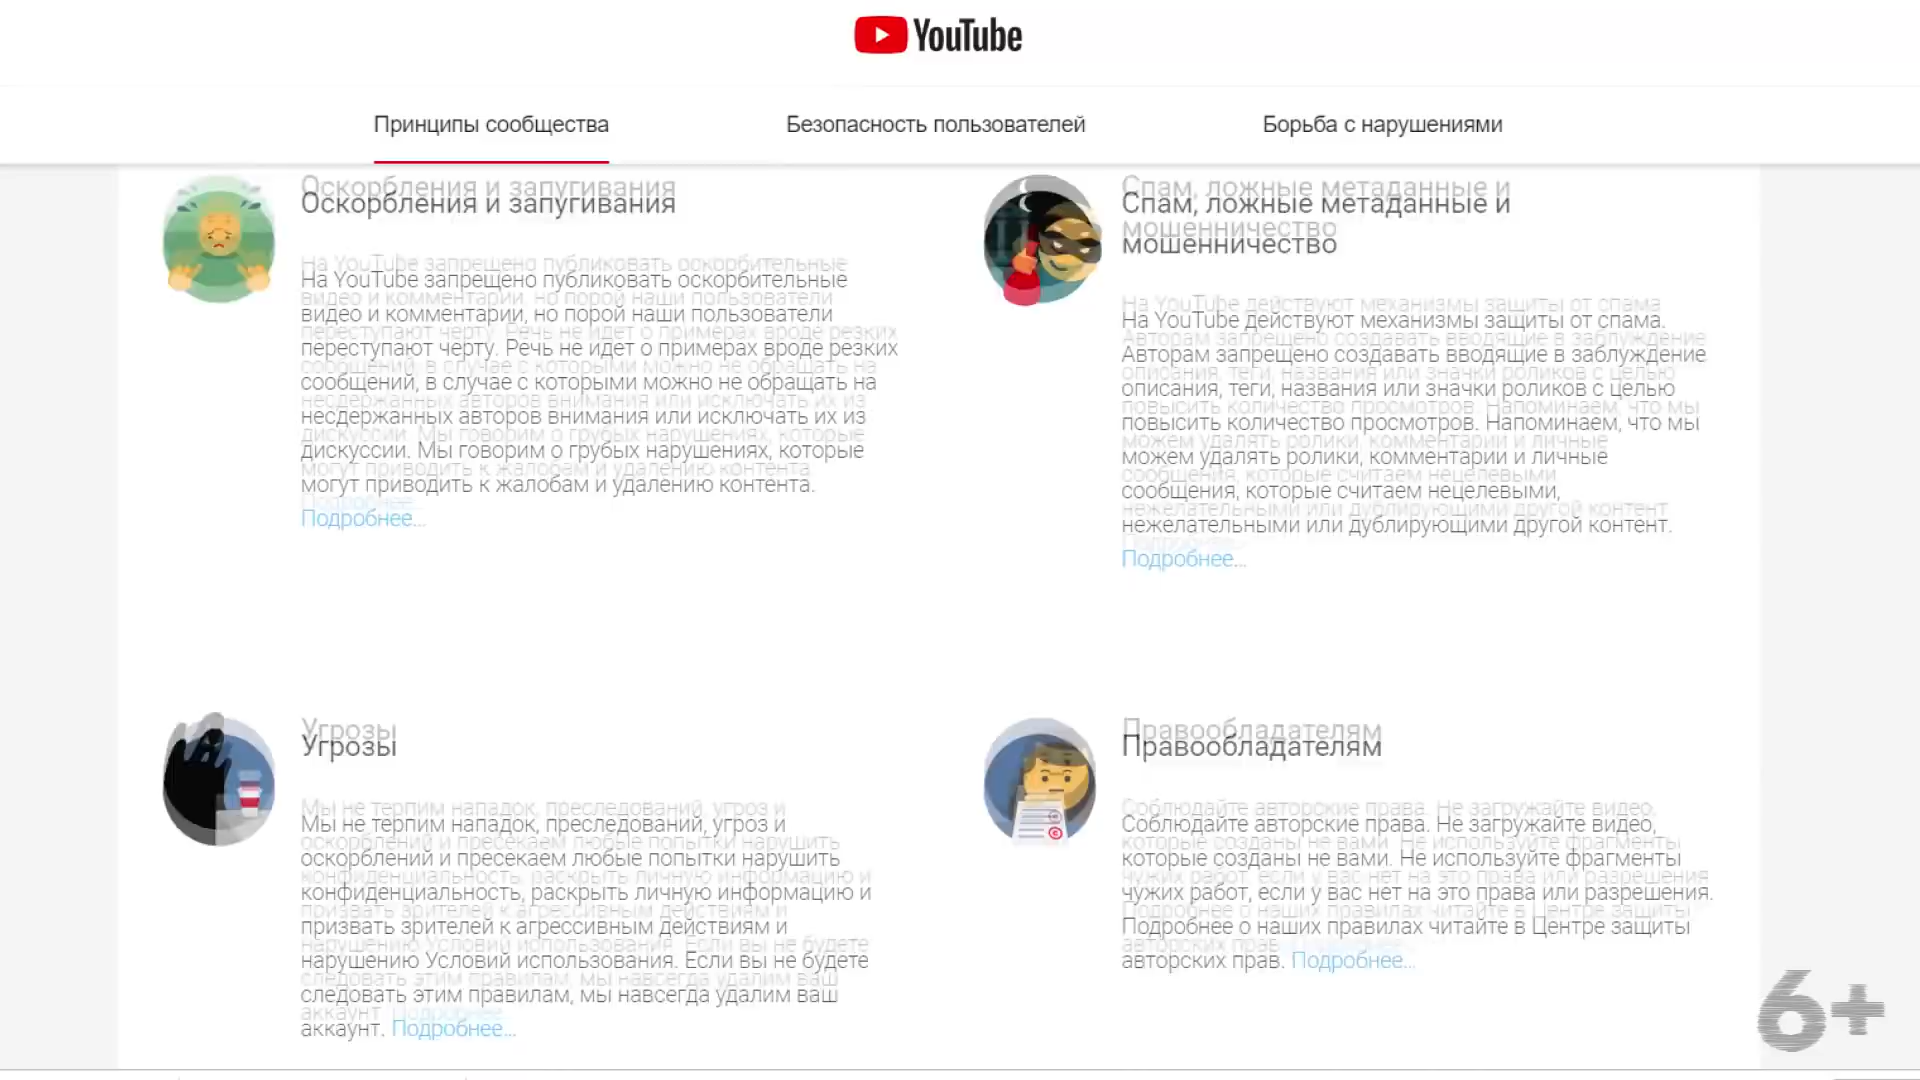 YouTube
Принципы сообщества
Безопасность пользователей
Борьба с нарушениями
Оскорбления и запугивания
На YouTube запрещено публиковать оскорбительные
видео и комментарии, но порой наши пользователи
переступают черту. Речь не идет о примерах вроде резких
сообщений, в случае с которыми можно не обращать на
несдержанных авторов внимания или исключать их из
дискуссии. Мы говорим о грубых нарушениях, которые
могут приводить к жалобам и удалению контента.
Подробнее...
Спам, ложные метаданные и
мошенничество
На YouTube действуют механизмы защиты от спама.
Авторам запрещено создавать вводящие в заблуждение
описания, теги, названия или значки роликов с целью
повысить количество просмотров. Напоминаем, что мы
можем удалять ролики, комментарии и личные
сообщения, которые считаем нецелевыми,
нежелательными или дублирующими другой контент.
Подробнее...
Угрозы
Мы не терпим нападок, преследований, угроз и
оскорблений и пресекаем любые попытки нарушить
конфиденциальность, раскрыть личную информацию и
призвать зрителей к агрессивным действиям и
нарушению Условий использования. Если вы не будете
следовать этим правилам, мы навсегда удалим ваш
аккаунт. Подробнее...
Правообладателям
Соблюдайте авторские права. Не загружайте видео,
которые созданы не вами. Не используйте фрагменты
чужих работ, если у вас нет на это права или разрешения.
Подробнее о наших правилах читайте в Центре защиты
авторских прав. Подробнее...
6+